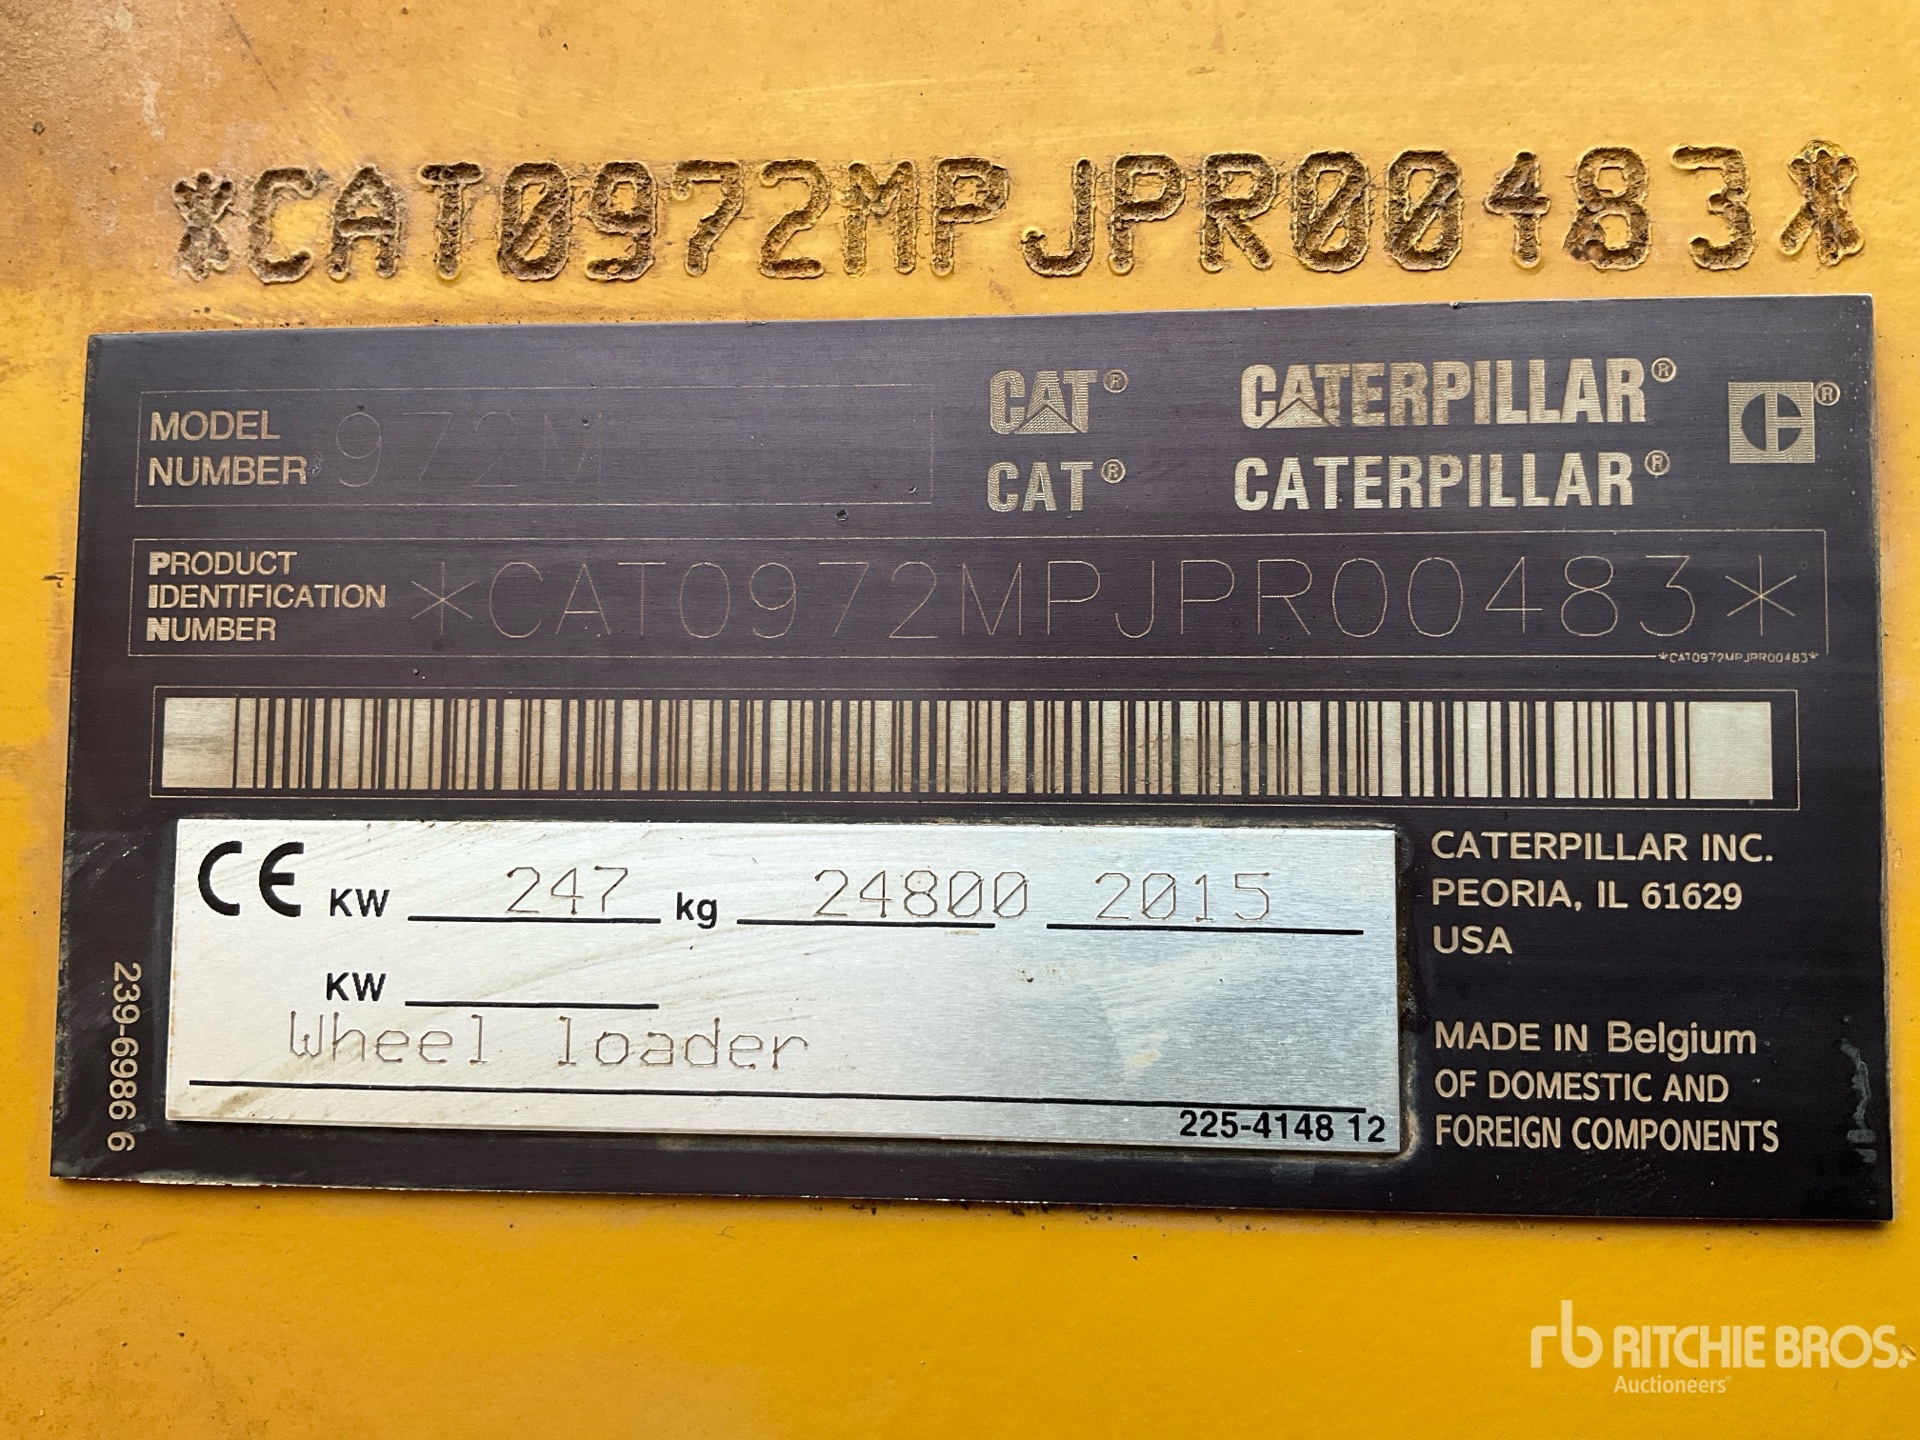 *CAT0972MPJPR00483*
MODEL NUMBER 972M
CAT® CATERPILLAR® ®
CAT® CATERPILLAR®
PRODUCT IDENTIFICATION NUMBER *CAT0972MPJPR00483*
*CAT0972MPJPR00483*
CE KW 247 kg 24800 2015
KW
Wheel loader
225-4148 12
239-6986 6
CATERPILLAR INC.
PEORIA, IL 61629
USA
MADE IN Belgium
OF DOMESTIC AND
FOREIGN COMPONENTS
rb RITCHIE BROS.
Auctioneers